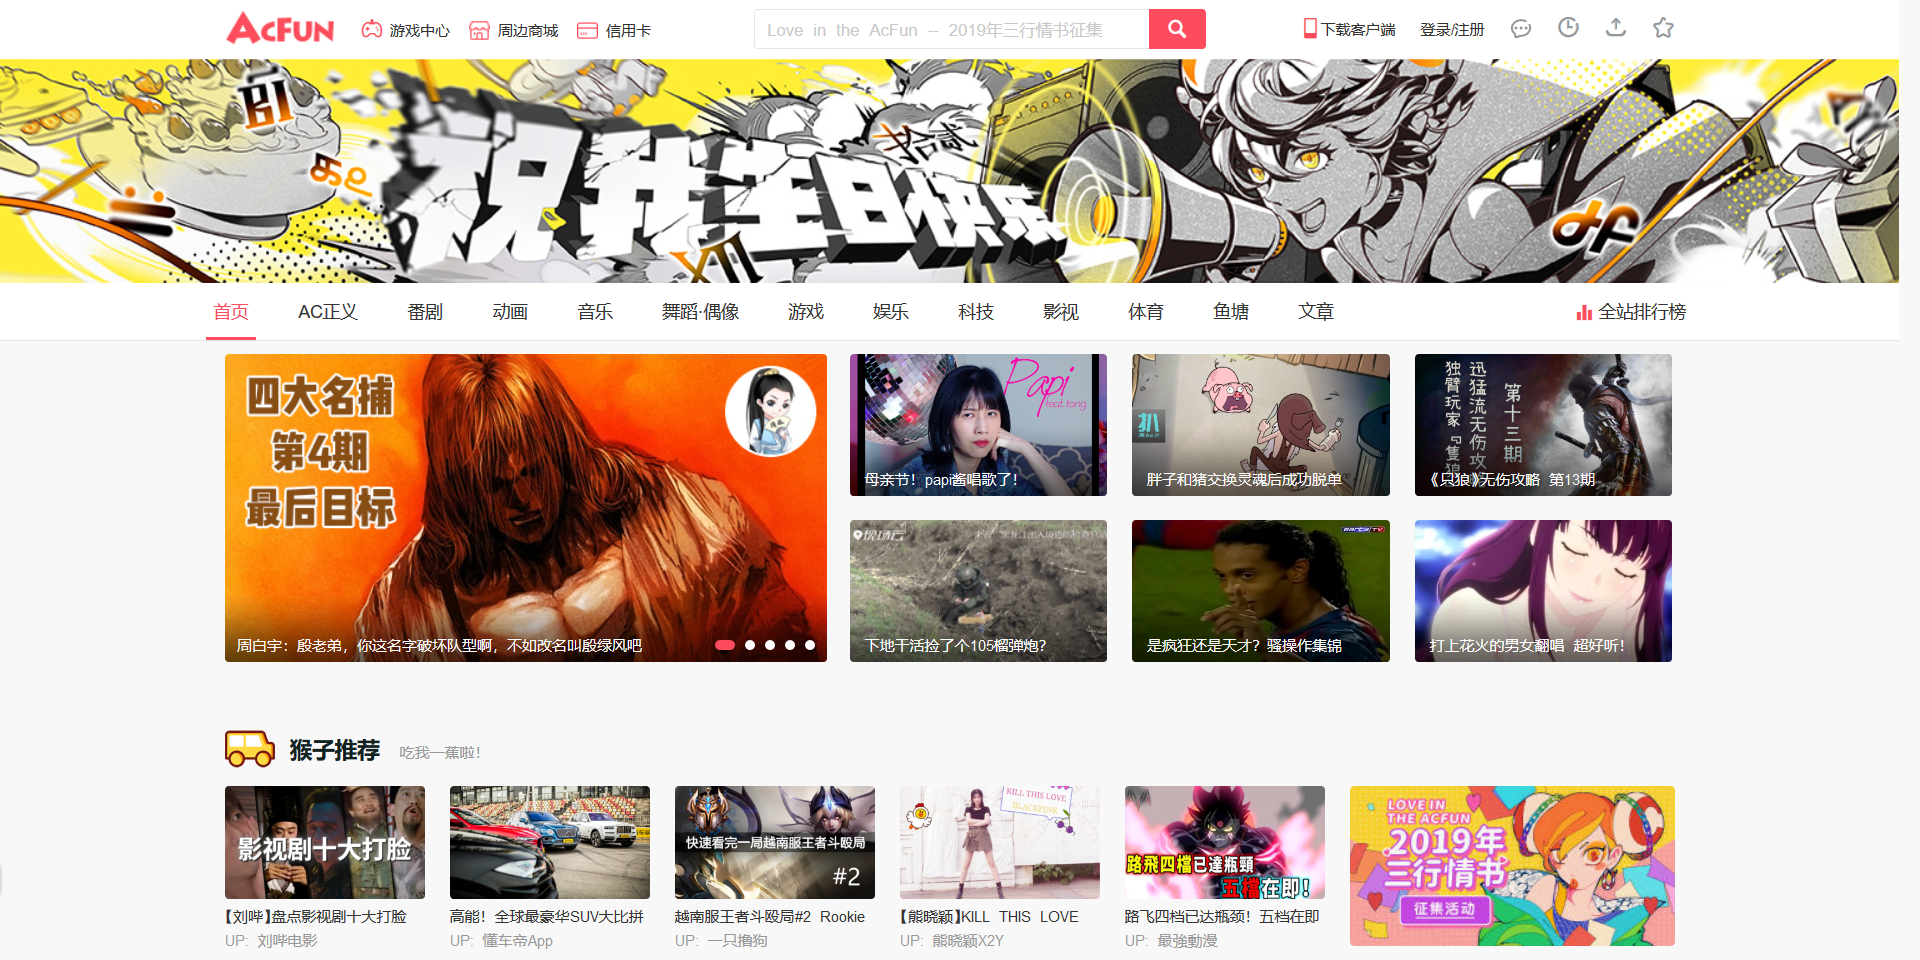 AcFun
游戏中心
周边商城
信用卡
Love in the AcFun -- 2019年三行情书征集
下载客户端
登录/注册
祝我生日快乐
XII
首页
AC正义
番剧
动画
音乐
舞蹈·偶像
游戏
娱乐
科技
影视
体育
鱼塘
文章
全站排行榜
四大名捕
第4期
最后目标
周白宇：殷老弟，你这名字破坏队型啊，不如改名叫殷绿风吧
Papi
feat.tong
母亲节！papi酱唱歌了！
扒
胖子和猪交换灵魂后成功脱单
第十三期
迅猛流无伤攻
独臂玩家『隻狼
《只狼》无伤攻略 第13期
下地干活捡了个105榴弹炮?
是疯狂还是天才？骚操作集锦
打上花火的男女翻唱 超好听！
猴子推荐
吃我一蕉啦！
影视剧十大打脸
【刘哔】盘点影视剧十大打脸
UP: 刘哔电影
高能！全球最豪华SUV大比拼
UP: 懂车帝App
快速看完一局越南服王者斗殴局
#2
越南服王者斗殴局#2 Rookie
UP: 一只撸狗
KILL THIS LOVE
BLACKPINK
【熊晓颖】KILL THIS LOVE
UP: 熊晓颖X2Y
路飛四檔已達瓶頸
五檔在即!
路飞四档已达瓶颈！五档在即
UP: 最強動漫
LOVE IN
THE ACFUN
2019年
三行情书
征集活动